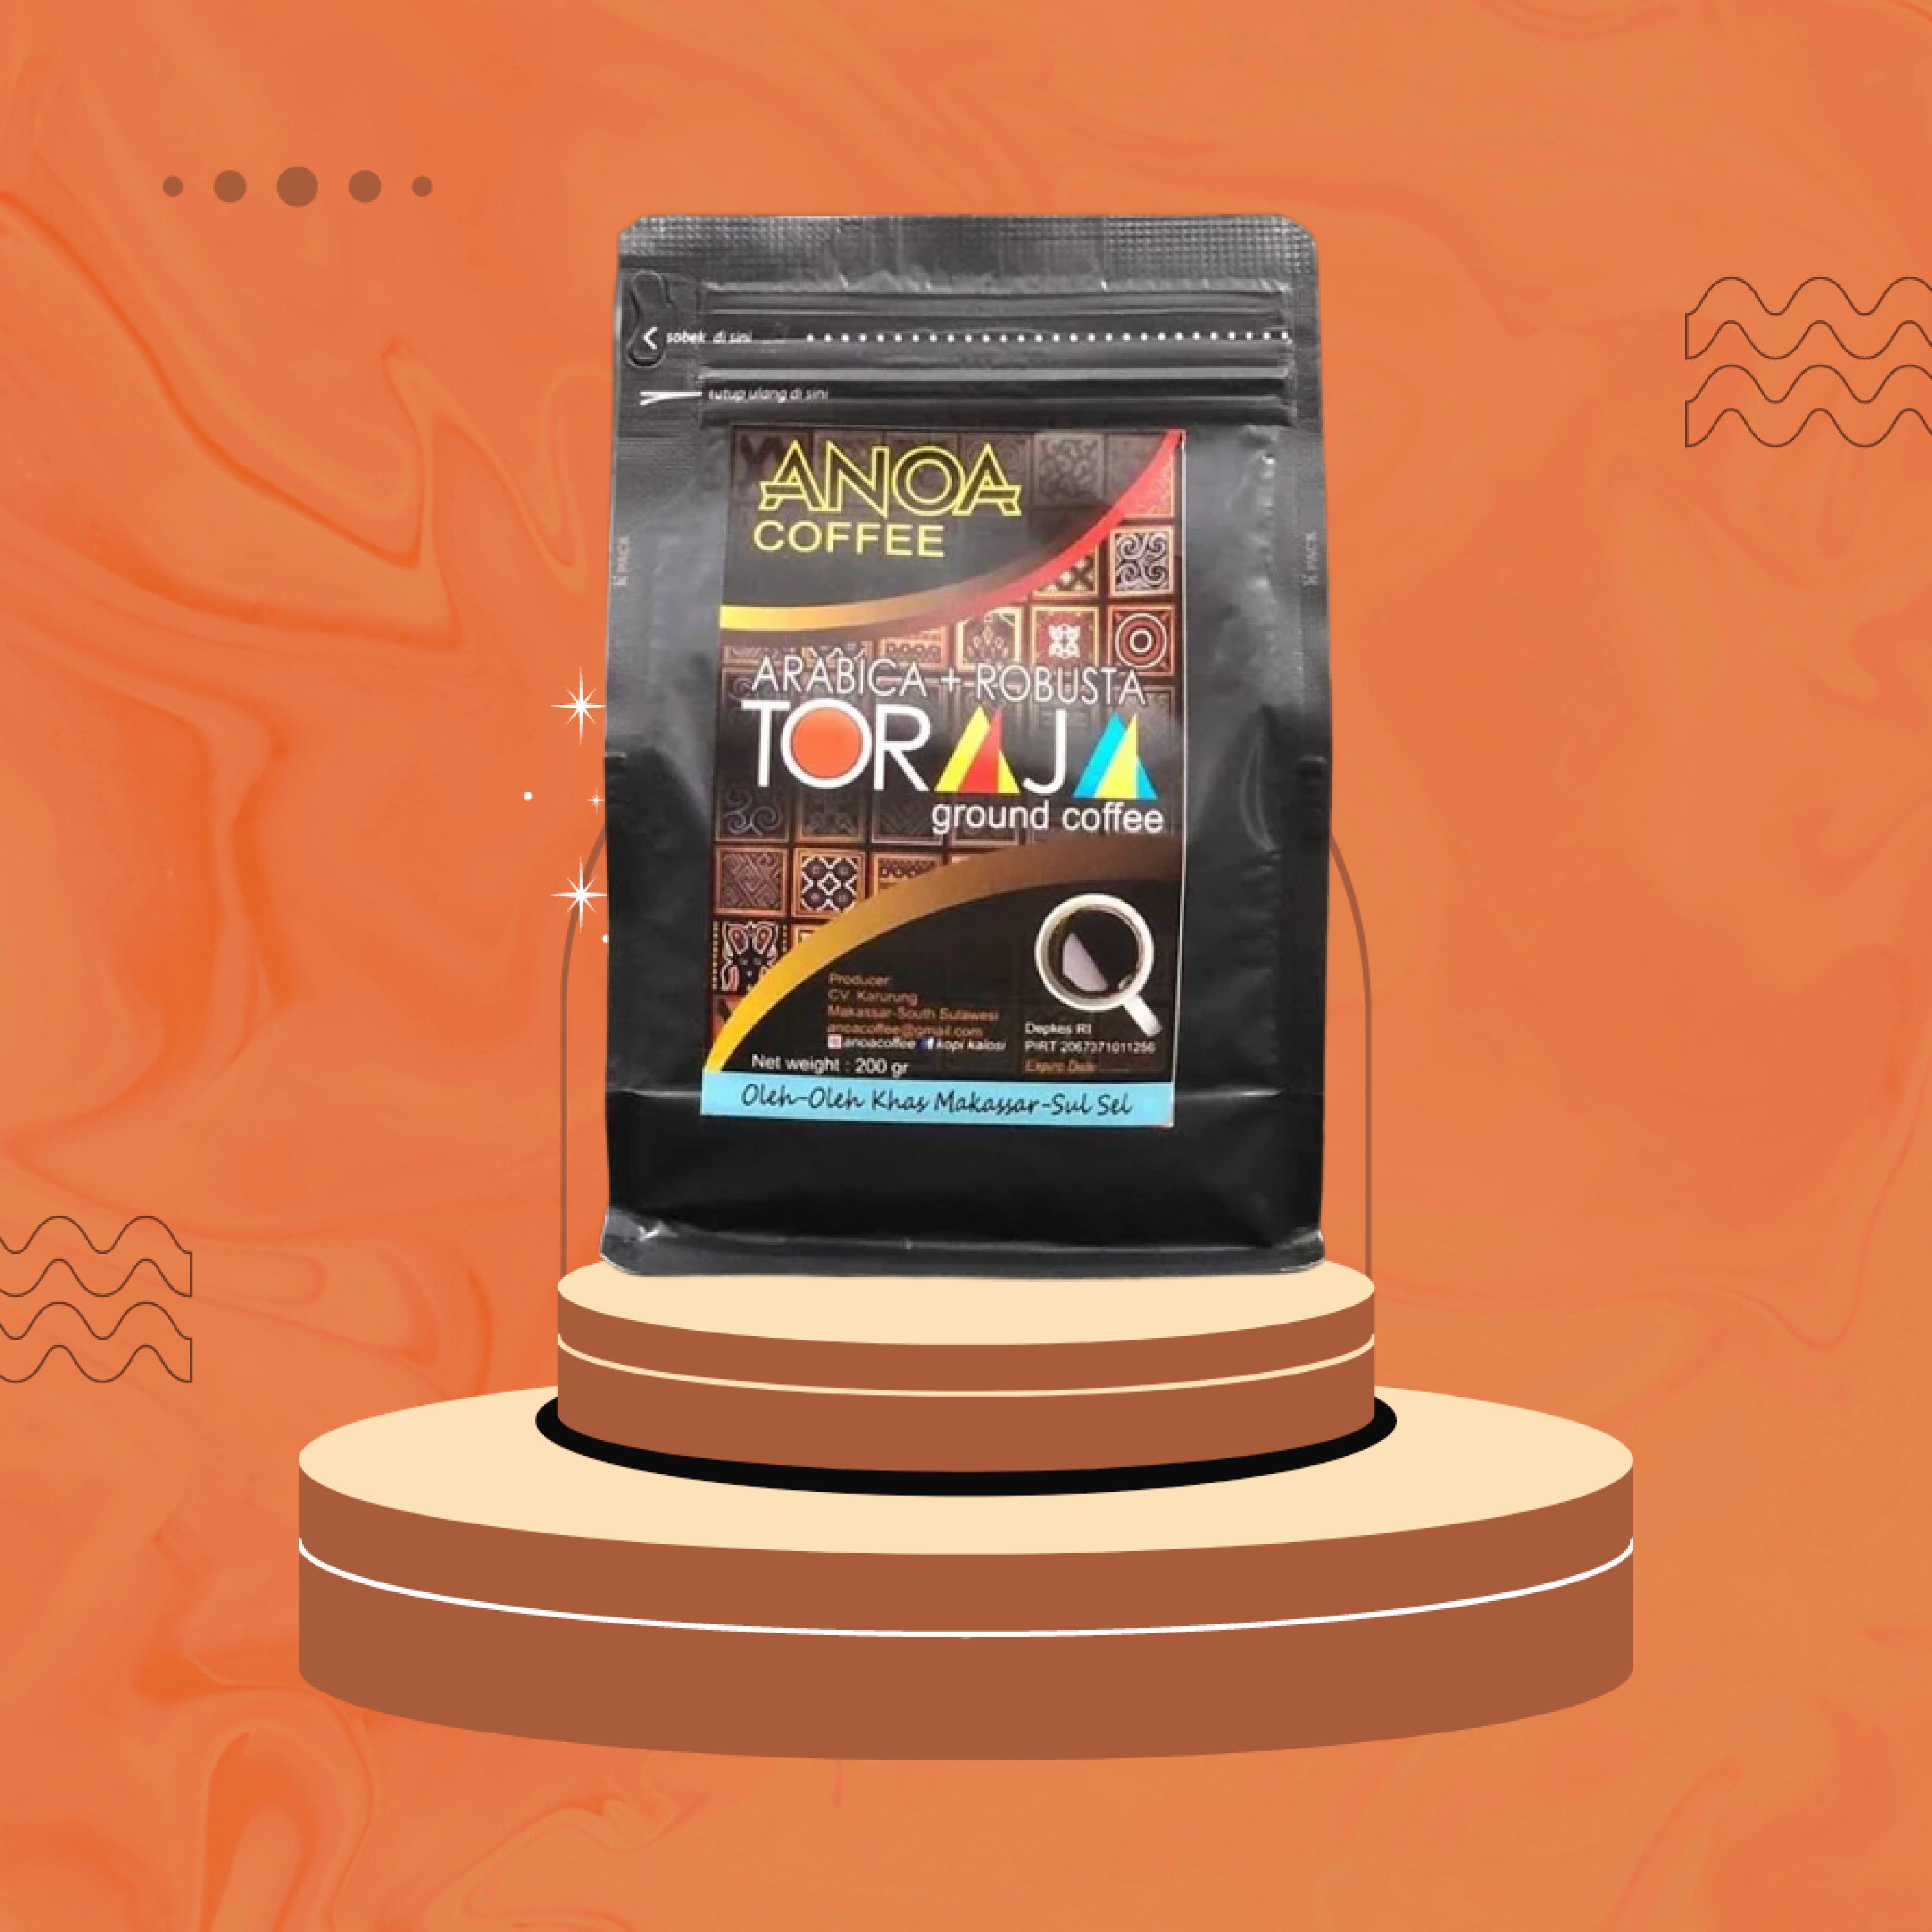 sobek di sini
tutup ulang di sini
K PACK
K PACK
ANOA
COFFEE
ARABICA + ROBUSTA
TORAJA
ground coffee
Producer:
CV. Karurung
Makassar-South Sulawesi
anoacoffee@gmail.com
anoacoffee kopi kalosi
Net weight : 200 gr
Depkes RI
PIRT 2067371011256
Expire Date
Oleh-Oleh Khas Makassar-Sul Sel